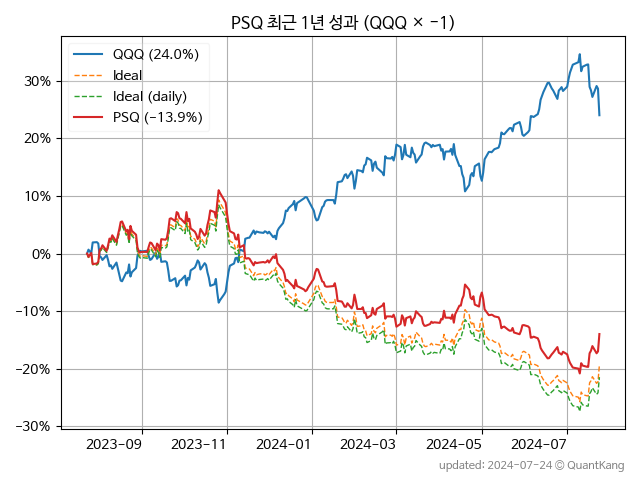 PSQ 최근 1년 성과 (QQQ × −1)
QQQ (24.0%)
Ideal
Ideal (daily)
PSQ (−13.9%)
30%
20%
10%
0%
−10%
−20%
−30%
2023-09
2023-11
2024-01
2024-03
2024-05
2024-07
updated: 2024-07-24 © QuantKang